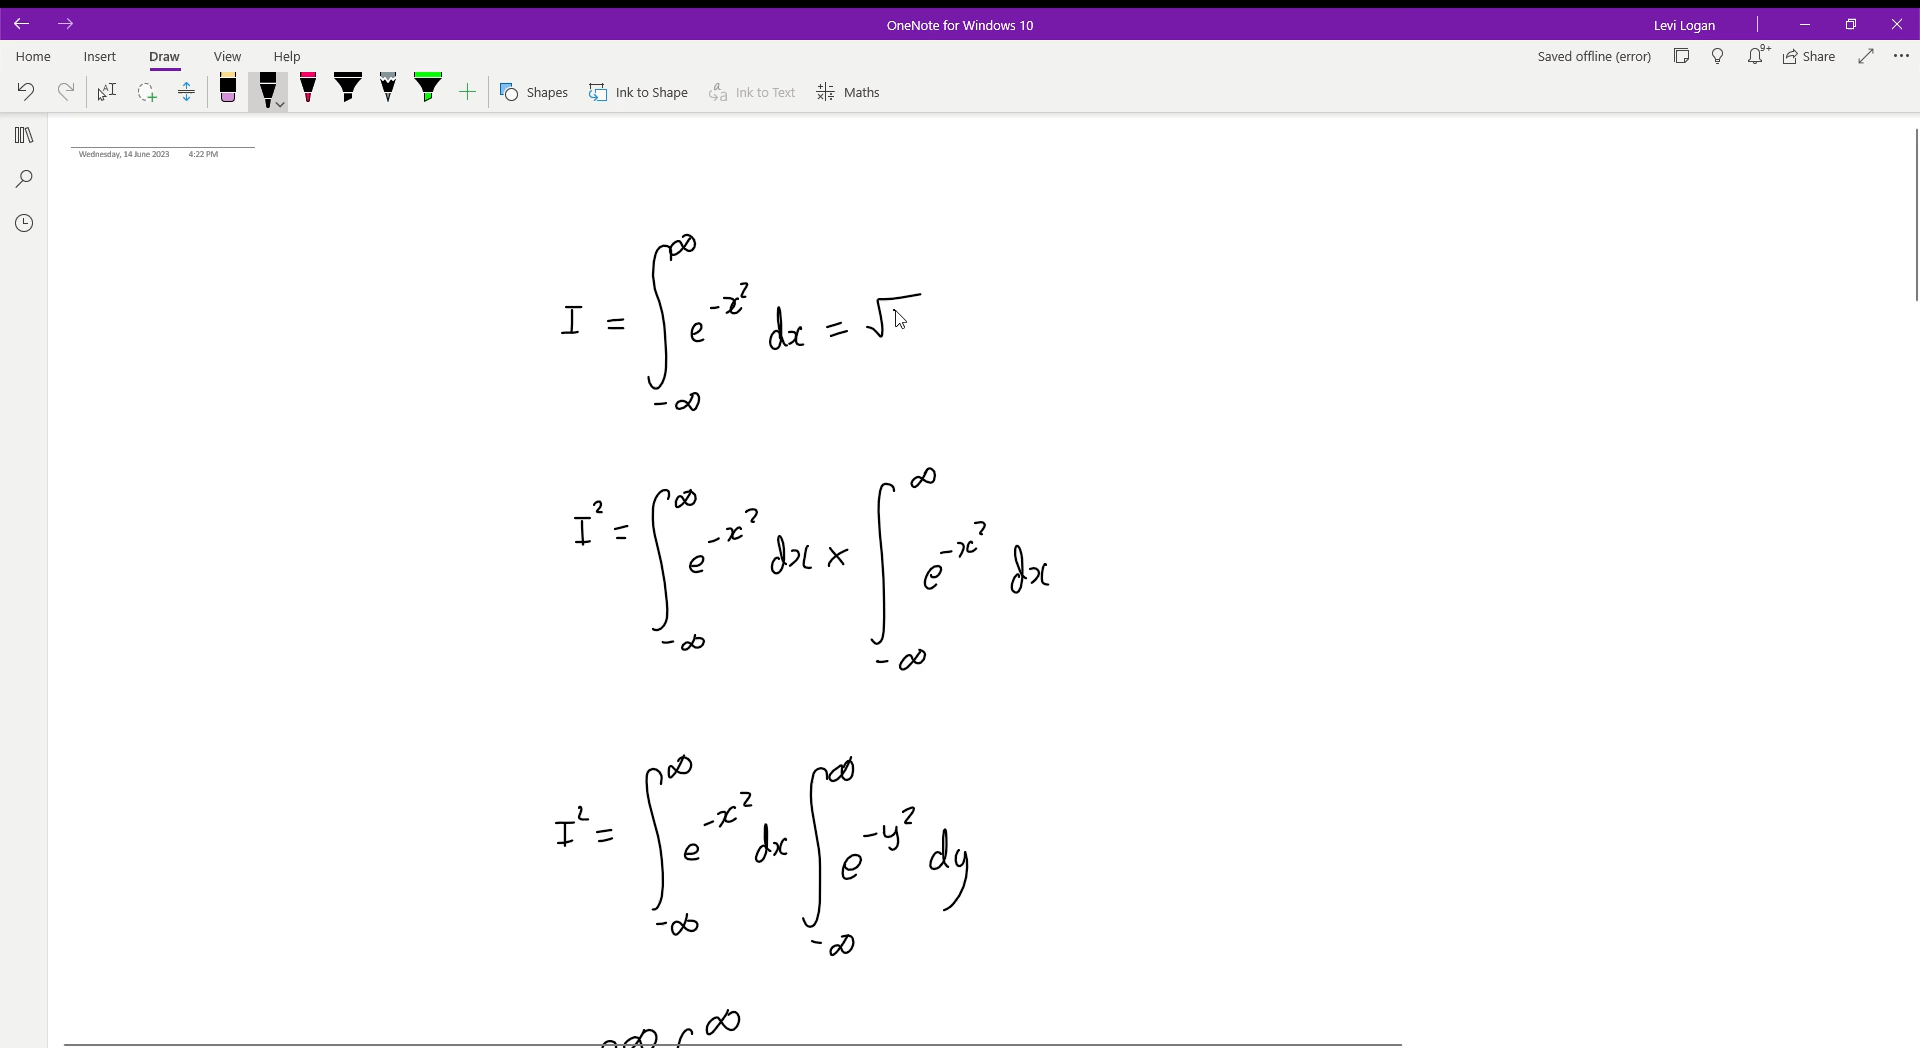 OneNote for Windows 10
Levi Logan
Home Insert Draw View Help
Saved offline (error) 9+ Share
Shapes Ink to Shape Ink to Text Maths
Wednesday, 14 June 2023 4:22 PM
I = ∫_{-∞}^{∞} e^{-x²} dx = √
I² = ∫_{-∞}^{∞} e^{-x²} dx × ∫_{-∞}^{∞} e^{-x²} dx
I² = ∫_{-∞}^{∞} e^{-x²} dx ∫_{-∞}^{∞} e^{-y²} dy
∞ ∫ ∞